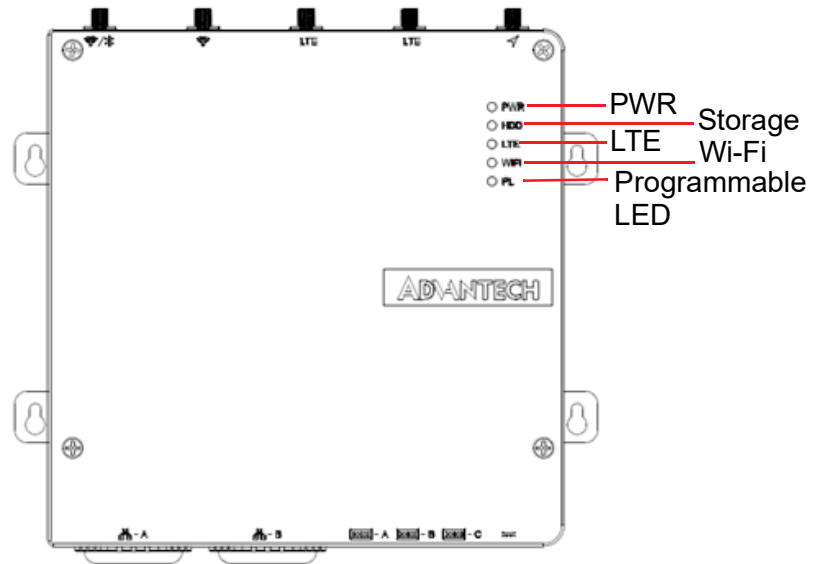 LTE
LTE
PWR
PWR
HDD
Storage
LTE
LTE
WIFI
Wi-Fi
PL
Programmable
LED
ADVANTECH
- A
- B
- A
- B
- C